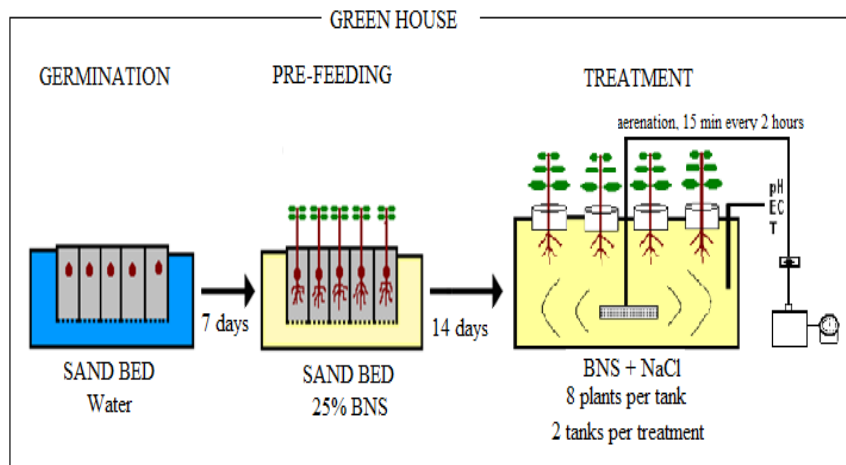 GREEN HOUSE
GERMINATION
PRE-FEEDING
TREATMENT
aerenation, 15 min every 2 hours
pH
EC
T
7 days
14 days
SAND BED
Water
SAND BED
25% BNS
BNS + NaCl
8 plants per tank
2 tanks per treatment